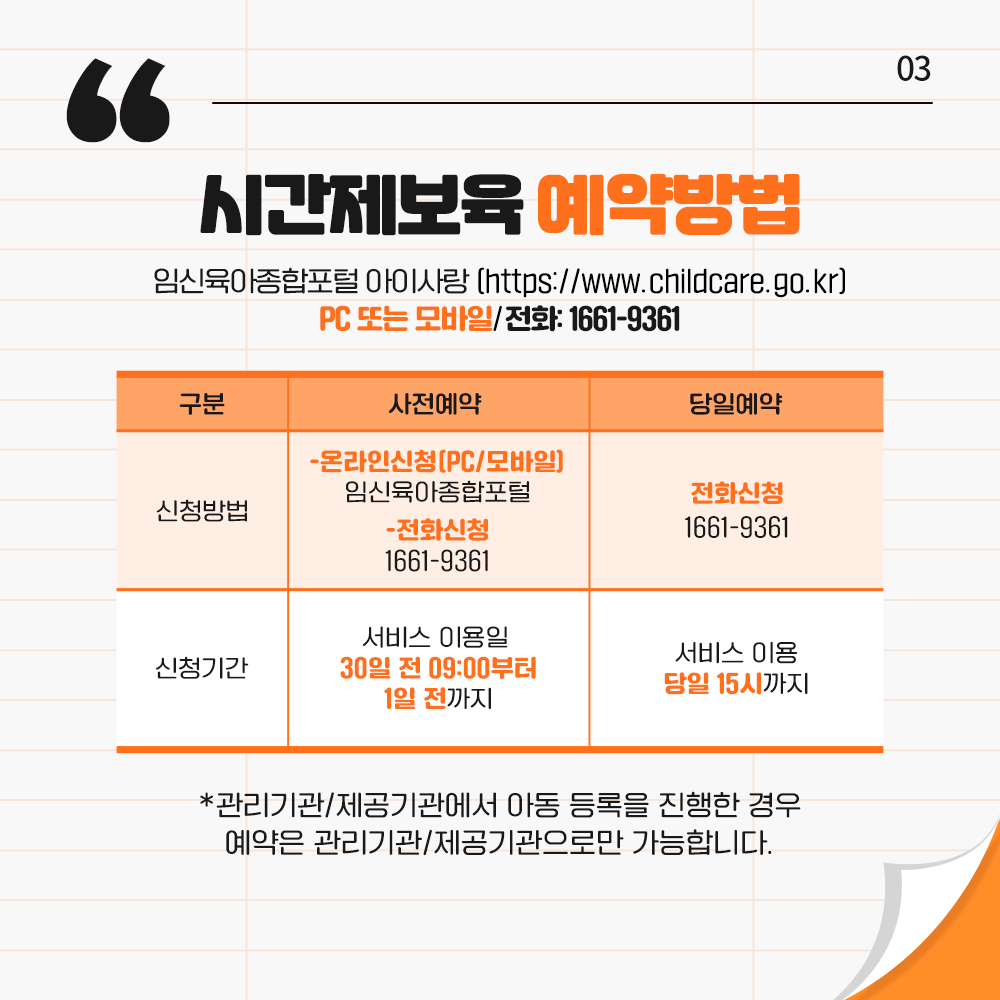 03
시간제보육 예약방법
임신육아종합포털 아이사랑 (https://www.childcare.go.kr)
PC 또는 모바일/전화: 1661-9361
구분 사전예약 당일예약
신청방법
-온라인신청(PC/모바일)
임신육아종합포털
-전화신청
1661-9361
전화신청
1661-9361
신청기간
서비스 이용일
30일 전 09:00부터
1일 전까지
서비스 이용
당일 15시까지
*관리기관/제공기관에서 아동 등록을 진행한 경우
예약은 관리기관/제공기관으로만 가능합니다.